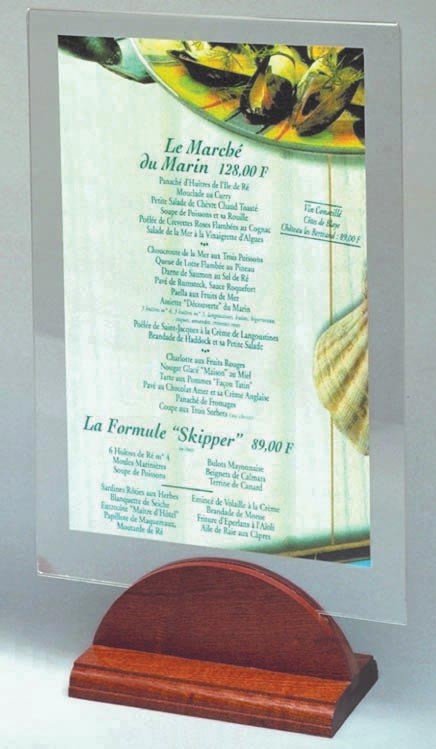 Le Marché
du Marin 128,00 F
Panaché d'Huîtres de l'Ile de Ré
Mouclade au Curry
Petite Salade de Chèvre Chaud Toasté
Soupe de Poissons et sa Rouille
Poêlée de Crevettes Roses Flambées au Cognac
Salade de la Mer à la Vinaigrette d'Algues
Vin Conseillé
Côtes de Blaye
Château les Bertrand : 89,00 F
Choucroute de la Mer aux Trois Poissons
Queue de Lotte Flambée au Pineau
Darne de Saumon au Sel de Ré
Pavé de Rumsteck, Sauce Roquefort
Paella aux Fruits de Mer
Assiette "Découverte" du Marin
Poêlée de Saint-Jacques à la Crème de Langoustines
Brandade de Haddock et sa Petite Salade
Charlotte aux Fruits Rouges
Nougat Glacé "Maison" au Miel
Tarte aux Pommes "Façon Tatin"
Pavé au Chocolat Amer et sa Crème Anglaise
Panaché de Fromages
Coupe aux Trois Sorbets (au choix)
La Formule "Skipper" 89,00 F
6 Huîtres de Ré n° 4
Moules Marinières
Soupe de Poissons
Bulots Mayonnaise
Beignets de Calmars
Terrine de Canard
Sardines Rôties aux Herbes
Blanquette de Seiche
Entrecôte "Maître d'Hôtel"
Papillote de Maquereaux,
Moutarde de Ré
Emincé de Volaille à la Crème
Brandade de Morue
Friture d'Eperlans à l'Aïoli
Aile de Raie aux Câpres